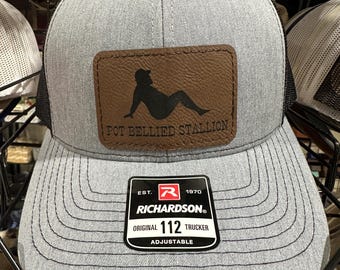 POT BELLIED STALLION
EST. R 1970
RICHARDSON®
ORIGINAL 112 TRUCKER
ADJUSTABLE